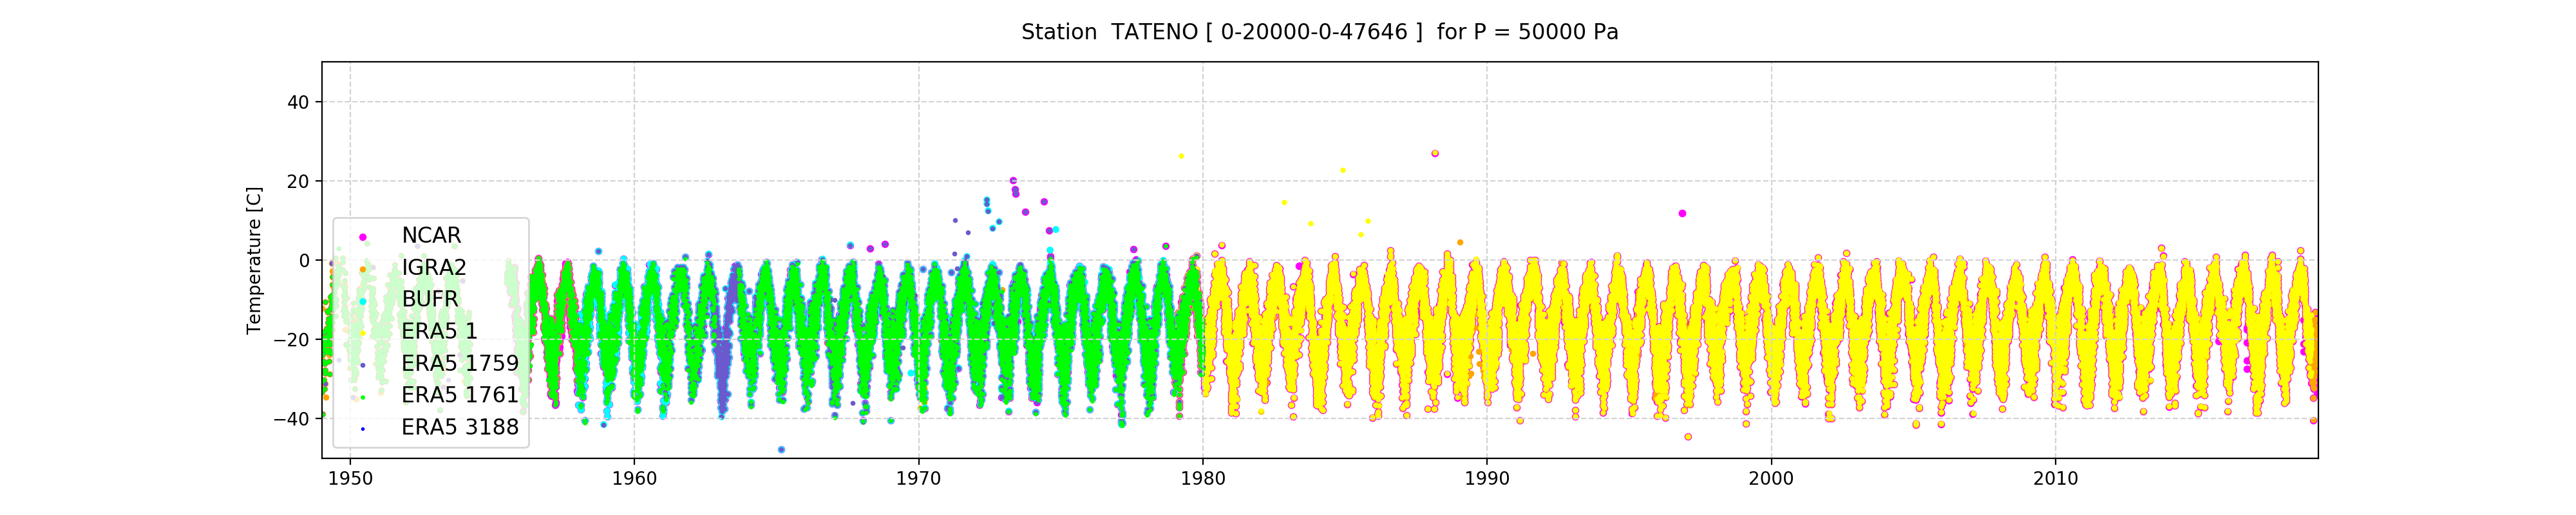 Station  TATENO [ 0-20000-0-47646 ]  for P = 50000 Pa
Temperature [C]
40
20
0
−20
−40
NCAR
IGRA2
BUFR
ERA5 1
ERA5 1759
ERA5 1761
ERA5 3188
1950 1960 1970 1980 1990 2000 2010